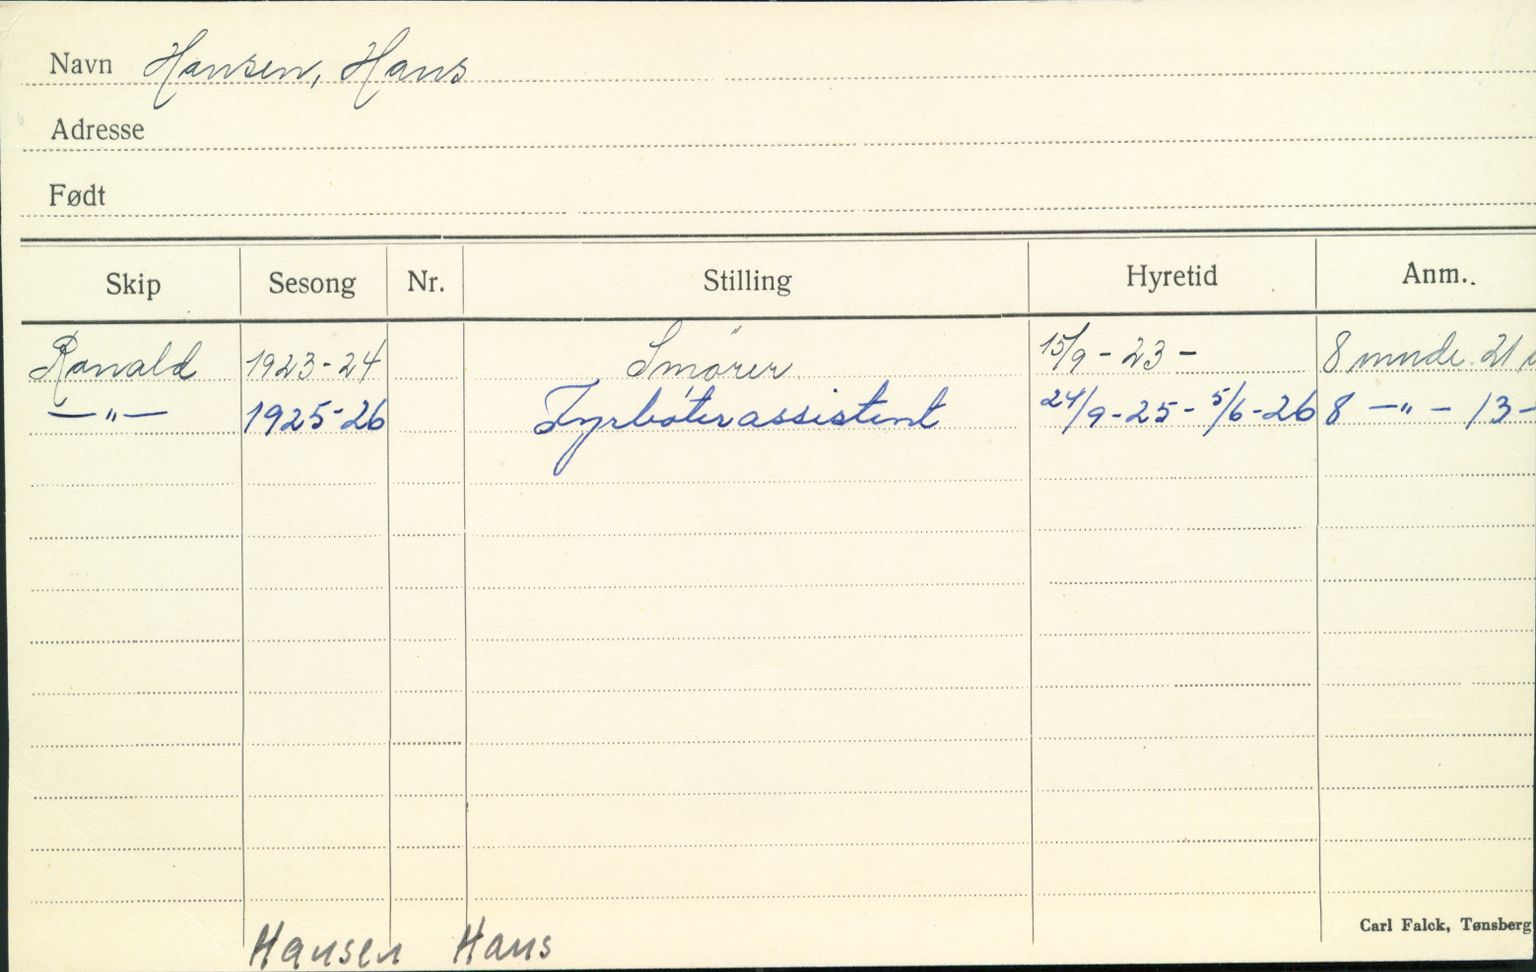 Navn Hansen, Hans
Adresse
Født
Skip Sesong Nr. Stilling Hyretid Anm.
Ronald 1923-24 Smører 15/9 - 23 - 8 mnde. 21
— " — 1925-26 Fyrbøterassistent 24/9-25 - 5/6-26 8 — " — 13 -
Carl Falck, Tønsberg
Hansen Hans